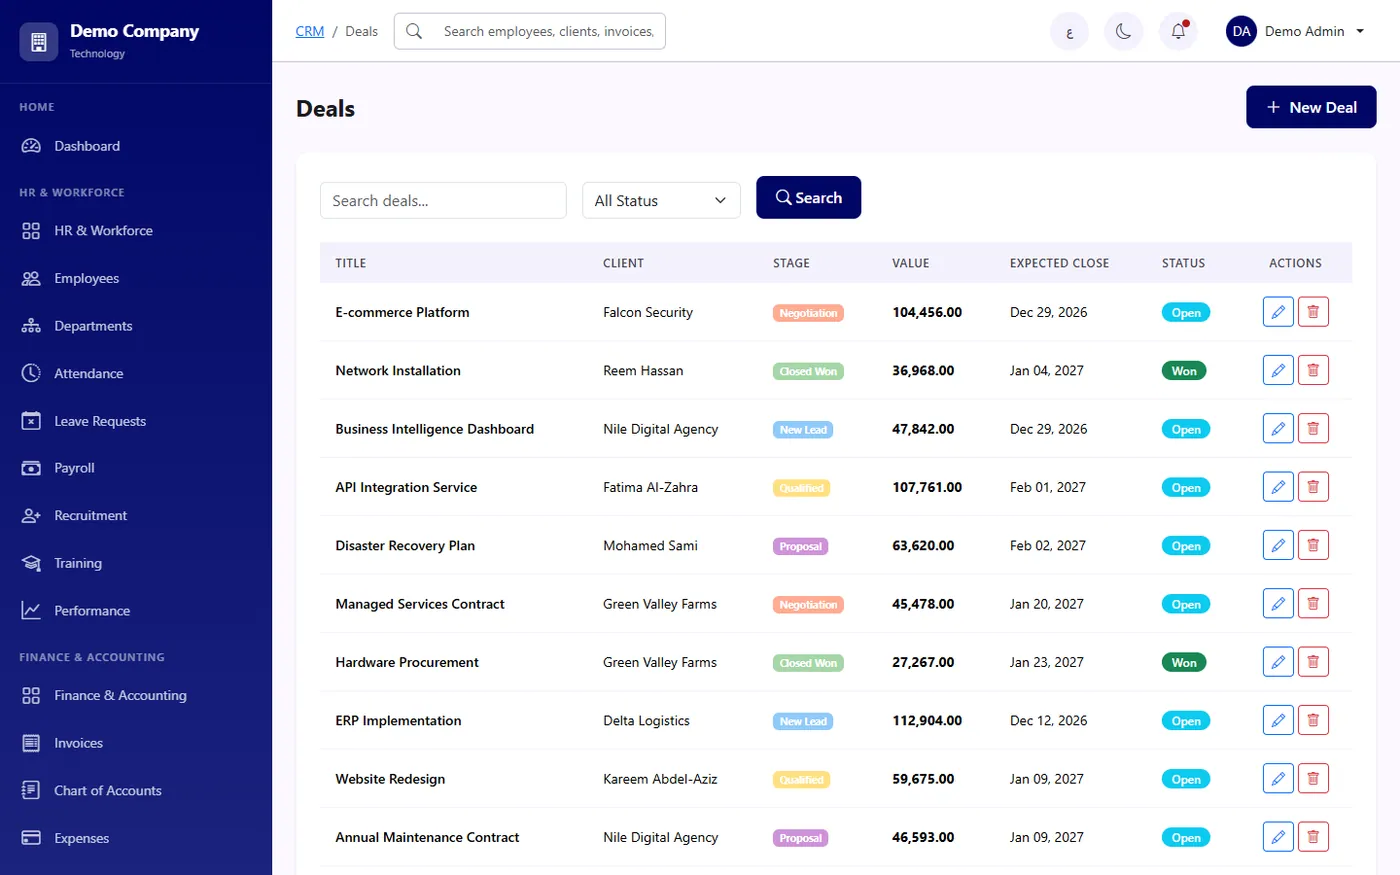 Demo Company
Technology
HOME
Dashboard
HR & WORKFORCE
HR & Workforce
Employees
Departments
Attendance
Leave Requests
Payroll
Recruitment
Training
Performance
FINANCE & ACCOUNTING
Finance & Accounting
Invoices
Chart of Accounts
Expenses
CRM / Deals
Search employees, clients, invoices,
ع
DA Demo Admin
Deals
+ New Deal
Search deals...
All Status
Search
TITLE CLIENT STAGE VALUE EXPECTED CLOSE STATUS ACTIONS
E-commerce Platform Falcon Security Negotiation 104,456.00 Dec 29, 2026 Open
Network Installation Reem Hassan Closed Won 36,968.00 Jan 04, 2027 Won
Business Intelligence Dashboard Nile Digital Agency New Lead 47,842.00 Dec 29, 2026 Open
API Integration Service Fatima Al-Zahra Qualified 107,761.00 Feb 01, 2027 Open
Disaster Recovery Plan Mohamed Sami Proposal 63,620.00 Feb 02, 2027 Open
Managed Services Contract Green Valley Farms Negotiation 45,478.00 Jan 20, 2027 Open
Hardware Procurement Green Valley Farms Closed Won 27,267.00 Jan 23, 2027 Won
ERP Implementation Delta Logistics New Lead 112,904.00 Dec 12, 2026 Open
Website Redesign Kareem Abdel-Aziz Qualified 59,675.00 Jan 09, 2027 Open
Annual Maintenance Contract Nile Digital Agency Proposal 46,593.00 Jan 09, 2027 Open